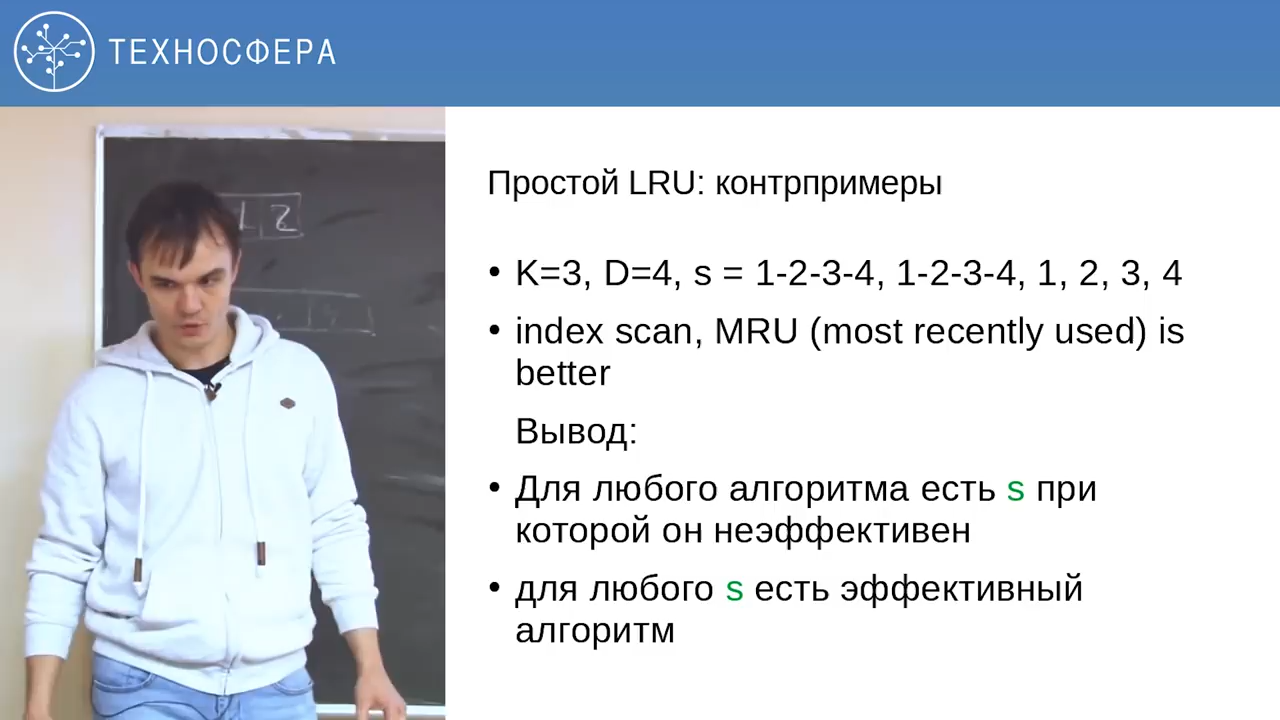 ТЕХНОСФЕРА
Простой LRU: контрпримеры
• K=3, D=4, s = 1-2-3-4, 1-2-3-4, 1, 2, 3, 4
• index scan, MRU (most recently used) is
better
Вывод:
• Для любого алгоритма есть s при
которой он неэффективен
• для любого s есть эффективный
алгоритм
1 2